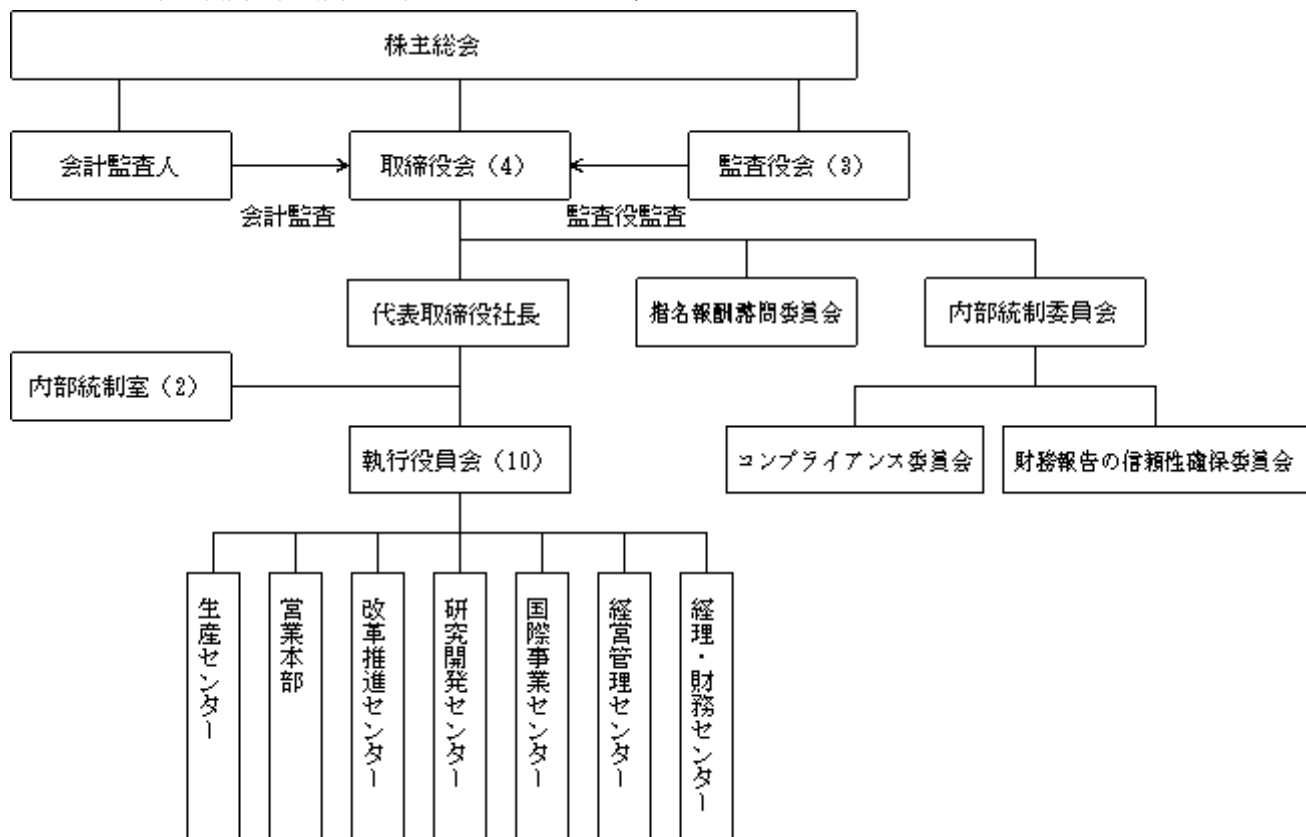 株主総会
会計監査人
取締役会（4）
監査役会（3）
会計監査
監査役監査
代表取締役社長
指名報酬諮問委員会
内部統制委員会
内部統制室（2）
執行役員会（10）
コンプライアンス委員会
財務報告の信頼性確保委員会
生産センター
営業本部
改革推進センター
研究開発センター
国際事業センター
経営管理センター
経理・財務センター